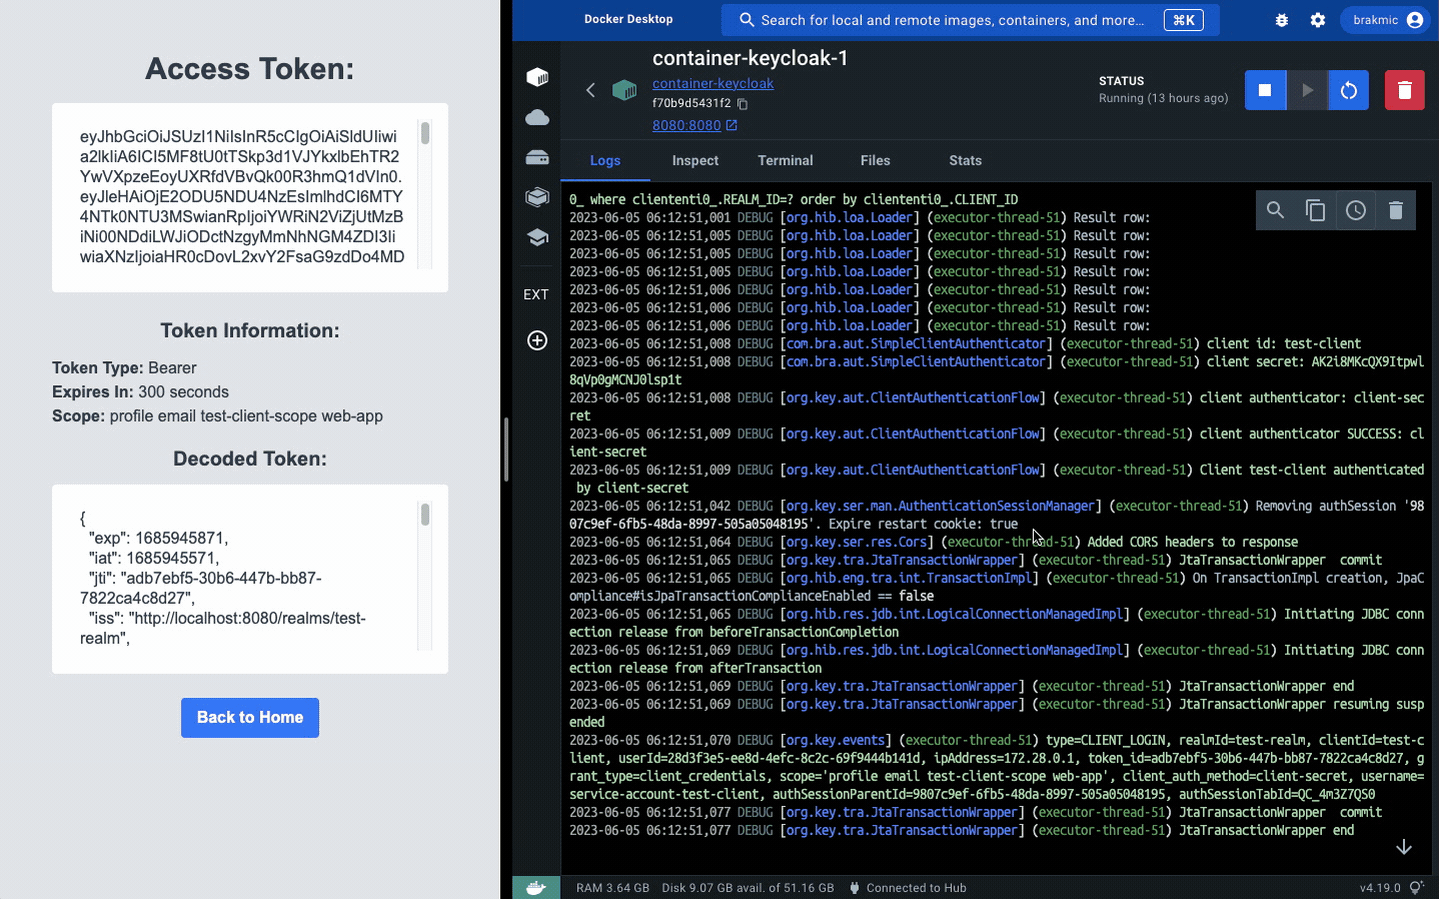 Access Token:
eyJhbGciOiJSUzI1NiIsInR5cCIgOiAiSldUIiwi
a2lkIiA6ICI5MF8tU0tTSkp3d1VJYkxlbEhTR2
YwVXpzeEoyUXRfdVBvQk00R3hmQ1dVIn0.
eyJleHAiOjE2ODU5NDU4NzEsImlhdCI6MTY
4NTk0NTU3MSwianRpIjoiYWRiN2ViZjUtMzB
iNi00NDdiLWJiODctNzgyMmNhNGM4ZDI3Ii
wiaXNzIjoiaHR0cDovL2xvY2FsaG9zdDo4MD
Token Information:
Token Type: Bearer
Expires In: 300 seconds
Scope: profile email test-client-scope web-app
Decoded Token:
{
"exp": 1685945871,
"iat": 1685945571,
"jti": "adb7ebf5-30b6-447b-bb87-
7822ca4c8d27",
"iss": "http://localhost:8080/realms/test-
realm",
Back to Home
Docker Desktop
Search for local and remote images, containers, and more...
⌘K
brakmic
container-keycloak-1
container-keycloak
f70b9d5431f2
8080:8080
STATUS
Running (13 hours ago)
EXT
Logs Inspect Terminal Files Stats
0_ where cliententi0_.REALM_ID=? order by cliententi0_.CLIENT_ID
2023-06-05 06:12:51,001 DEBUG [org.hib.loa.Loader] (executor-thread-51) Result row:
2023-06-05 06:12:51,005 DEBUG [org.hib.loa.Loader] (executor-thread-51) Result row:
2023-06-05 06:12:51,005 DEBUG [org.hib.loa.Loader] (executor-thread-51) Result row:
2023-06-05 06:12:51,005 DEBUG [org.hib.loa.Loader] (executor-thread-51) Result row:
2023-06-05 06:12:51,006 DEBUG [org.hib.loa.Loader] (executor-thread-51) Result row:
2023-06-05 06:12:51,006 DEBUG [org.hib.loa.Loader] (executor-thread-51) Result row:
2023-06-05 06:12:51,006 DEBUG [org.hib.loa.Loader] (executor-thread-51) Result row:
2023-06-05 06:12:51,008 DEBUG [com.bra.aut.SimpleClientAuthenticator] (executor-thread-51) client id: test-client
2023-06-05 06:12:51,008 DEBUG [com.bra.aut.SimpleClientAuthenticator] (executor-thread-51) client secret: AK2i8MKcQX9Itpwl
8qVp0gMCNJ0lsp1t
2023-06-05 06:12:51,008 DEBUG [org.key.aut.ClientAuthenticationFlow] (executor-thread-51) client authenticator: client-sec
ret
2023-06-05 06:12:51,009 DEBUG [org.key.aut.ClientAuthenticationFlow] (executor-thread-51) client authenticator SUCCESS: cl
ient-secret
2023-06-05 06:12:51,009 DEBUG [org.key.aut.ClientAuthenticationFlow] (executor-thread-51) Client test-client authenticated
by client-secret
2023-06-05 06:12:51,042 DEBUG [org.key.ser.man.AuthenticationSessionManager] (executor-thread-51) Removing authSession '98
07c9ef-6fb5-48da-8997-505a05048195'. Expire restart cookie: true
2023-06-05 06:12:51,064 DEBUG [org.key.ser.res.Cors] (executor-thread-51) Added CORS headers to response
2023-06-05 06:12:51,065 DEBUG [org.key.tra.JtaTransactionWrapper] (executor-thread-51) JtaTransactionWrapper  commit
2023-06-05 06:12:51,065 DEBUG [org.hib.eng.tra.int.TransactionImpl] (executor-thread-51) On TransactionImpl creation, JpaC
ompliance#isJpaTransactionComplianceEnabled == false
2023-06-05 06:12:51,065 DEBUG [org.hib.res.jdb.int.LogicalConnectionManagedImpl] (executor-thread-51) Initiating JDBC conn
ection release from beforeTransactionCompletion
2023-06-05 06:12:51,069 DEBUG [org.hib.res.jdb.int.LogicalConnectionManagedImpl] (executor-thread-51) Initiating JDBC conn
ection release from afterTransaction
2023-06-05 06:12:51,069 DEBUG [org.key.tra.JtaTransactionWrapper] (executor-thread-51) JtaTransactionWrapper end
2023-06-05 06:12:51,069 DEBUG [org.key.tra.JtaTransactionWrapper] (executor-thread-51) JtaTransactionWrapper resuming susp
ended
2023-06-05 06:12:51,070 DEBUG [org.key.events] (executor-thread-51) type=CLIENT_LOGIN, realmId=test-realm, clientId=test-c
lient, userId=28d3f3e5-ee8d-4efc-8c2c-69f9444b141d, ipAddress=172.28.0.1, token_id=adb7ebf5-30b6-447b-bb87-7822ca4c8d27, g
rant_type=client_credentials, scope='profile email test-client-scope web-app', client_auth_method=client-secret, username=
service-account-test-client, authSessionParentId=9807c9ef-6fb5-48da-8997-505a05048195, authSessionTabId=QC_4m3Z7QS0
2023-06-05 06:12:51,077 DEBUG [org.key.tra.JtaTransactionWrapper] (executor-thread-51) JtaTransactionWrapper  commit
2023-06-05 06:12:51,077 DEBUG [org.key.tra.JtaTransactionWrapper] (executor-thread-51) JtaTransactionWrapper end
RAM 3.64 GB Disk 9.07 GB avail. of 51.16 GB Connected to Hub v4.19.0